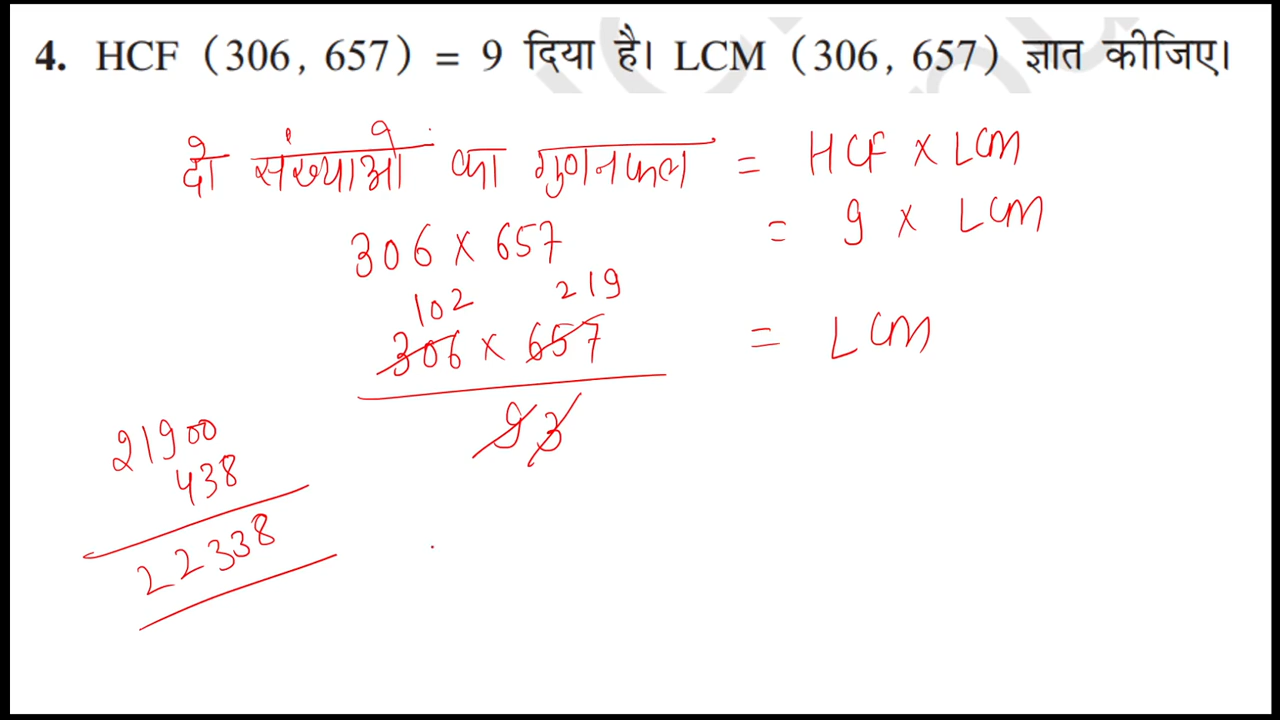 4. HCF (306, 657) = 9 दिया है। LCM (306, 657) ज्ञात कीजिए।
दो संख्याओं का गुणनफल = HCF × LCM
306 × 657 = 9 × LCM
102 219
306 × 657 = LCM
9 3
21900
438
22338